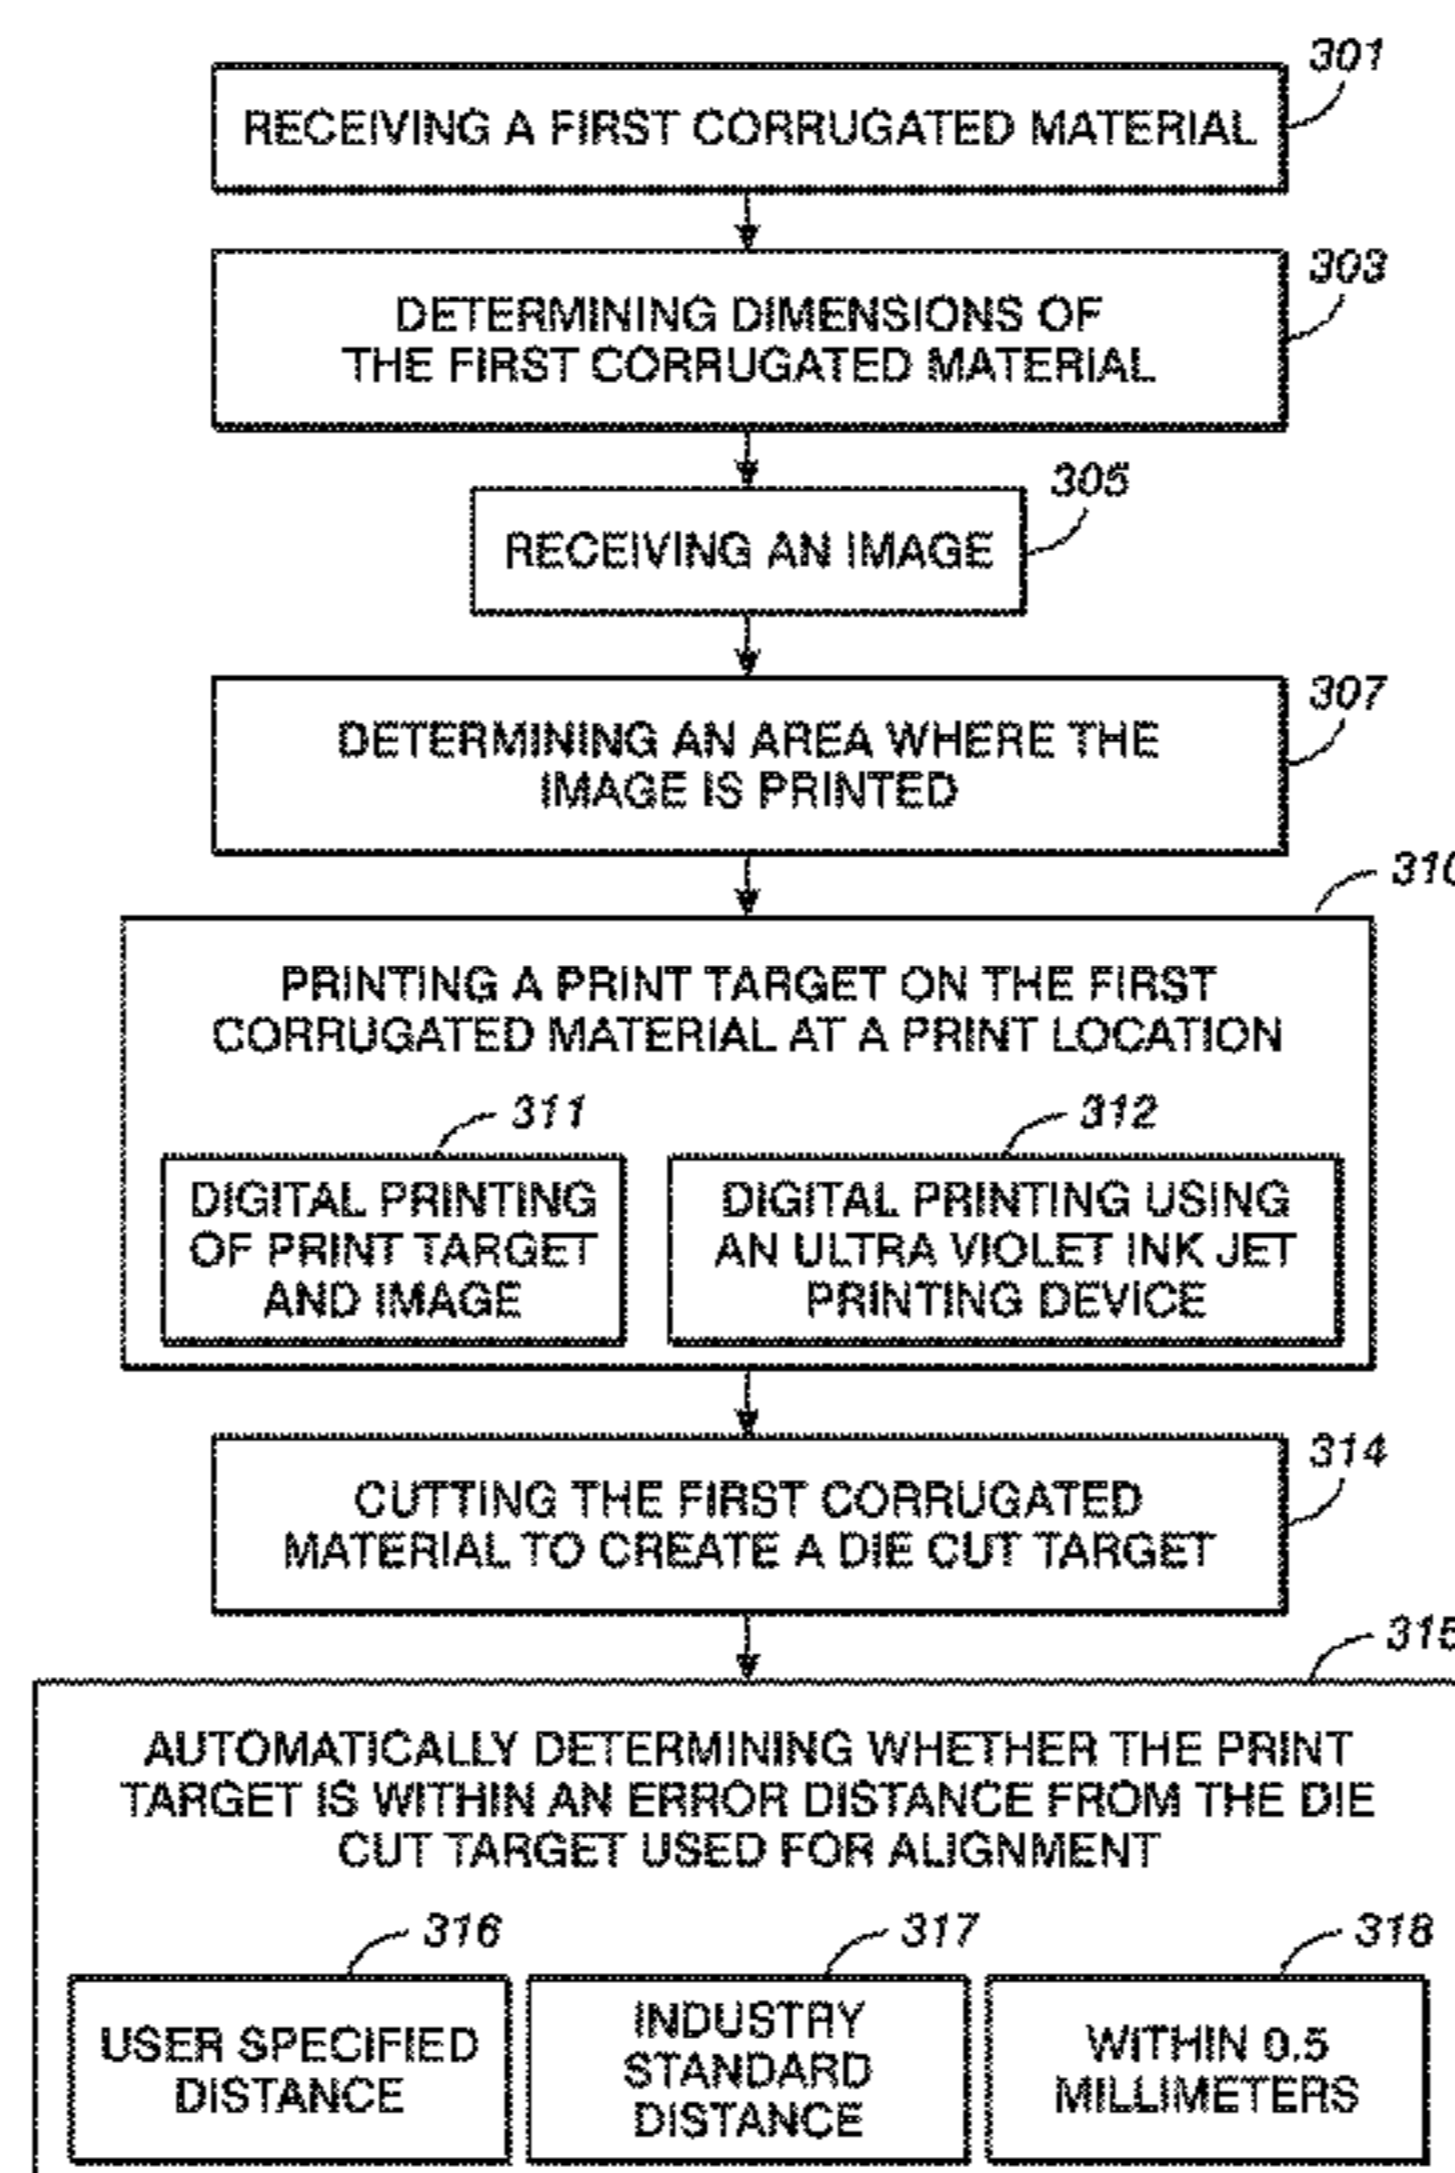 301
RECEIVING A FIRST CORRUGATED MATERIAL
303
DETERMINING DIMENSIONS OF
THE FIRST CORRUGATED MATERIAL
305
RECEIVING AN IMAGE
307
DETERMINING AN AREA WHERE THE
IMAGE IS PRINTED
310
PRINTING A PRINT TARGET ON THE FIRST
CORRUGATED MATERIAL AT A PRINT LOCATION
311
DIGITAL PRINTING
OF PRINT TARGET
AND IMAGE
312
DIGITAL PRINTING USING
AN ULTRA VIOLET INK JET
PRINTING DEVICE
314
CUTTING THE FIRST CORRUGATED
MATERIAL TO CREATE A DIE CUT TARGET
315
AUTOMATICALLY DETERMINING WHETHER THE PRINT
TARGET IS WITHIN AN ERROR DISTANCE FROM THE DIE
CUT TARGET USED FOR ALIGNMENT
316
USER SPECIFIED
DISTANCE
317
INDUSTRY
STANDARD
DISTANCE
318
WITHIN 0.5
MILLIMETERS